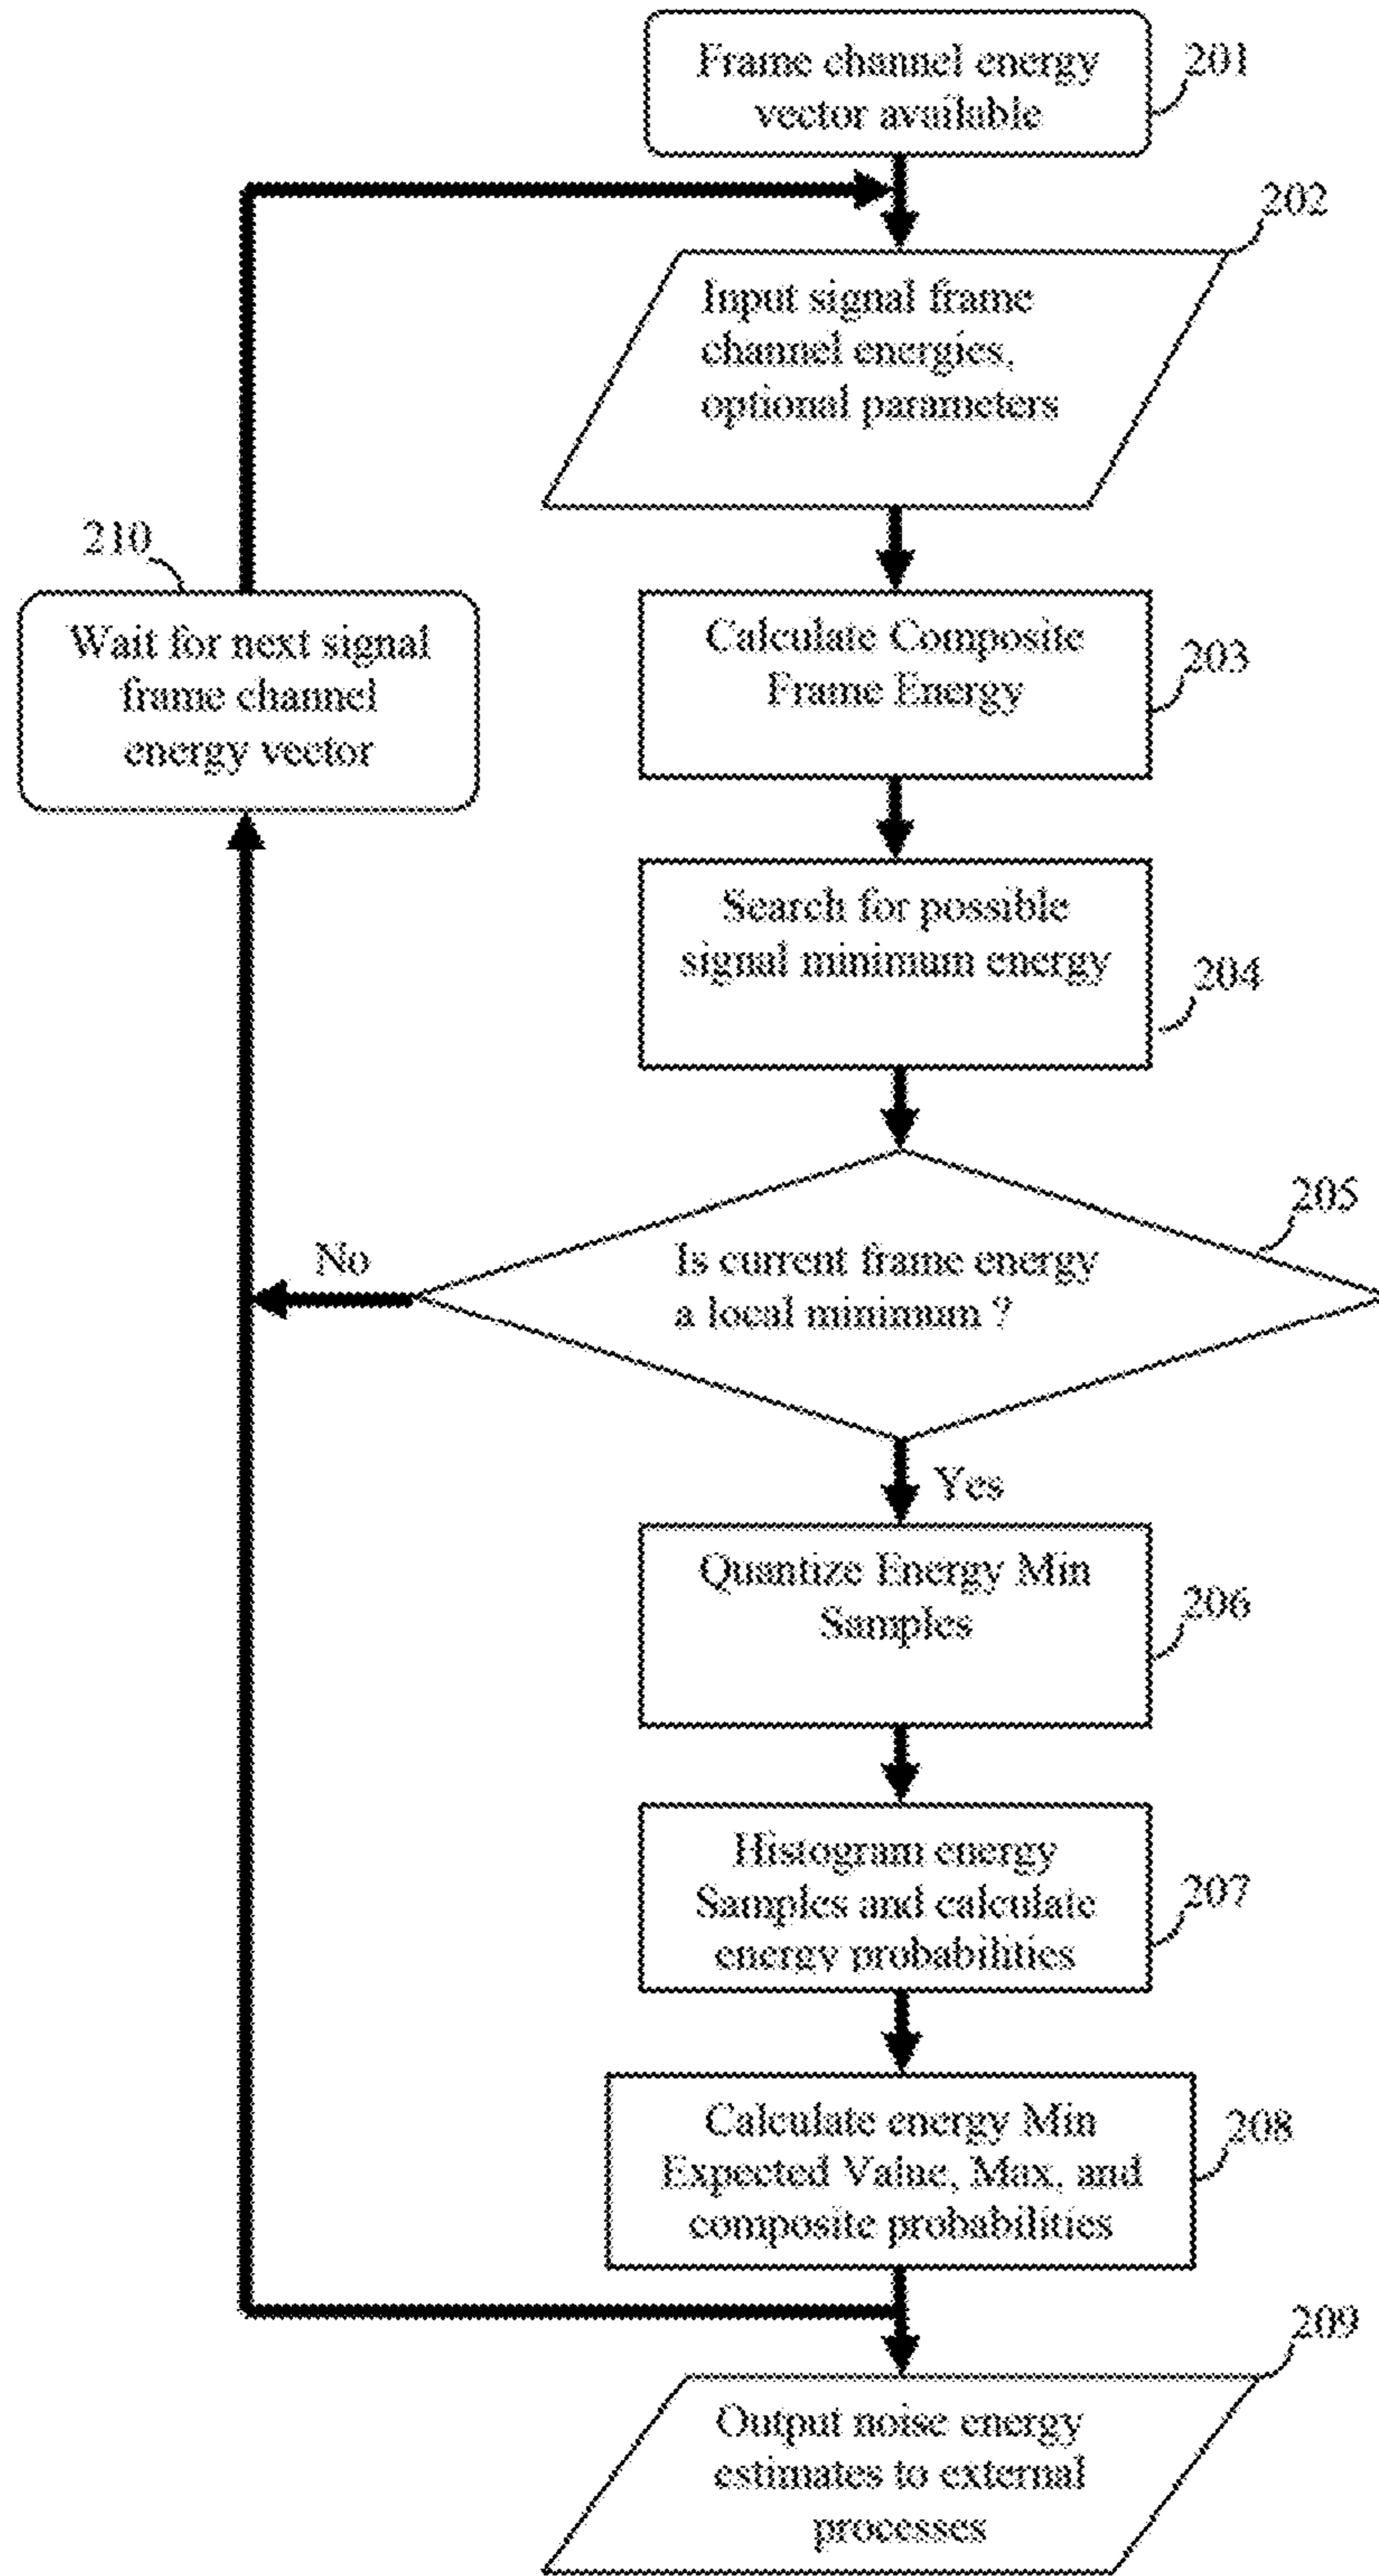 Frame channel energy
vector available
201
202
Input signal frame
channel energies,
optional parameters
210
Wait for next signal
frame channel
energy vector
Calculate Composite
Frame Energy
203
Search for possible
signal minimum energy
204
205
No
Is current frame energy
a local minimum ?
Yes
Quantize Energy Min
Samples
206
Histogram energy
Samples and calculate
energy probabilities
207
Calculate energy Min
Expected Value, Max, and
composite probabilities
208
209
Output noise energy
estimates to external
processes